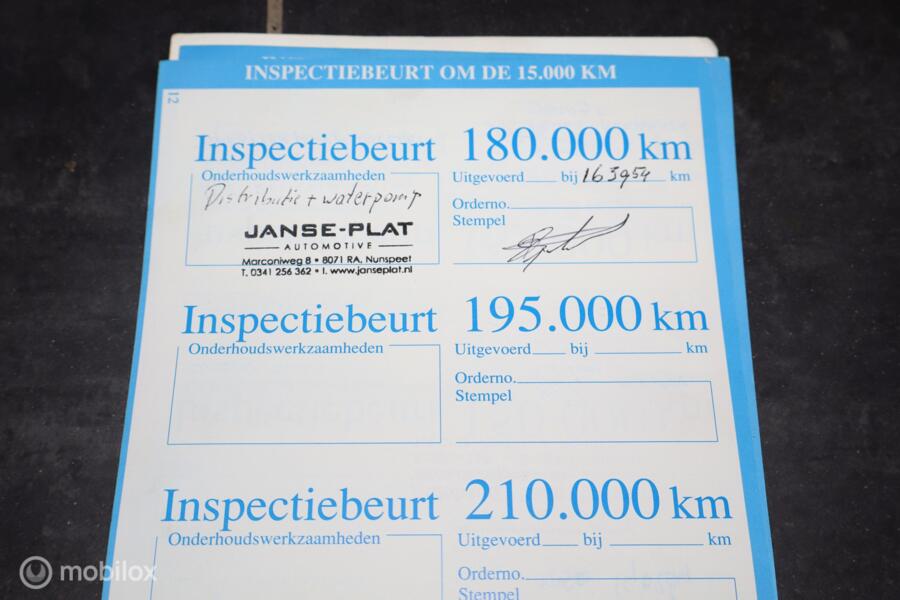 INSPECTIEBEURT OM DE 15.000 KM
12
Inspectiebeurt 180.000 km
Onderhoudswerkzaamheden
Uitgevoerd bij 163954 km
Distributie + waterpomp
Orderno.
Stempel
JANSE-PLAT
AUTOMOTIVE
Marconiweg 8 • 8071 RA, Nunspeet
T. 0341 256 362 • I. www.janseplat.nl
Inspectiebeurt 195.000 km
Onderhoudswerkzaamheden
Uitgevoerd bij km
Orderno.
Stempel
Inspectiebeurt 210.000 km
Onderhoudswerkzaamheden
Uitgevoerd bij km
Orderno.
Stempel
mobilox